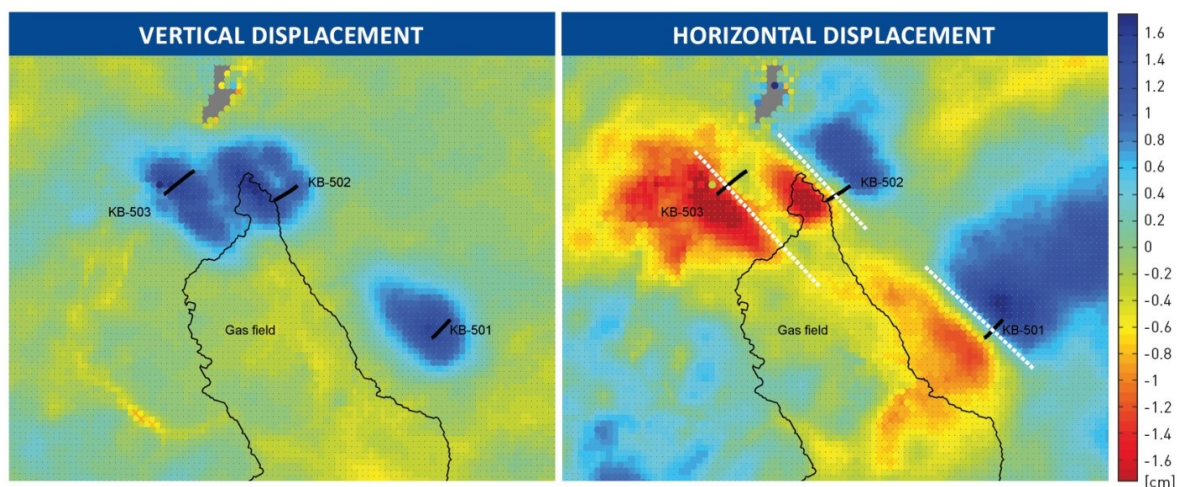 VERTICAL DISPLACEMENT
KB-502
KB-503
KB-501
Gas field
HORIZONTAL DISPLACEMENT
KB-502
KB-503
KB-501
Gas field
1.6
1.4
1.2
1
0.8
0.6
0.4
0.2
0
-0.2
-0.4
-0.6
-0.8
-1
-1.2
-1.4
-1.6
[cm]